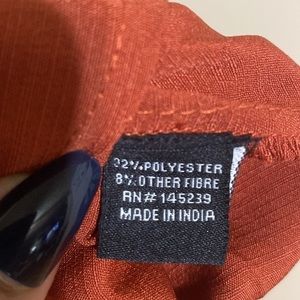 92%POLYESTER
8%OTHER FIBRE
RN# 145239
MADE IN INDIA